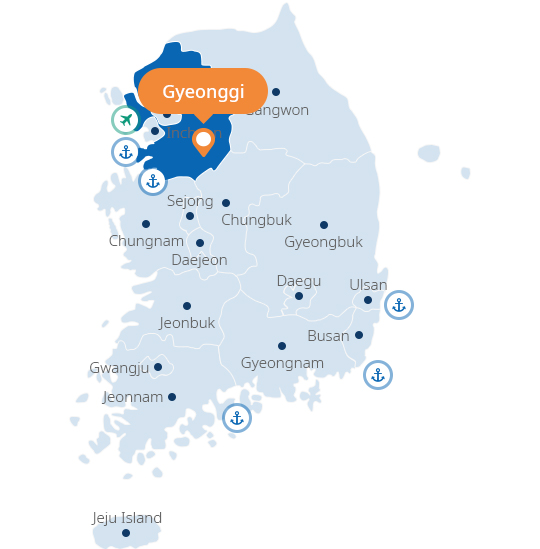 Gyeonggi
Gangwon
Incheon
Sejong
Chungbuk
Chungnam
Gyeongbuk
Daejeon
Daegu
Ulsan
Jeonbuk
Busan
Gyeongnam
Gwangju
Jeonnam
Jeju Island